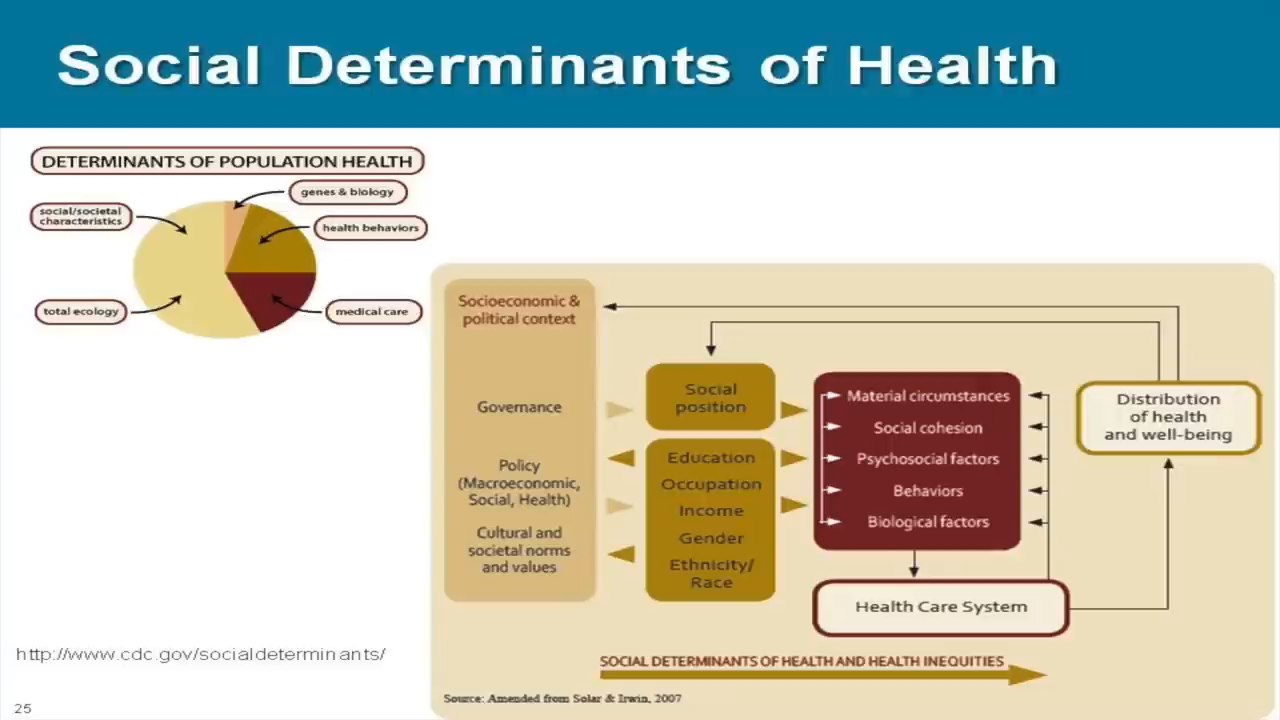 Social Determinants of Health
DETERMINANTS OF POPULATION HEALTH
genes & biology
social/societal
characteristics
health behaviors
total ecology
medical care
Socioeconomic &
political context
Governance
Policy
(Macroeconomic,
Social, Health)
Cultural and
societal norms
and values
Social
position
Education
Occupation
Income
Gender
Ethnicity/
Race
Material circumstances
Social cohesion
Psychosocial factors
Behaviors
Biological factors
Health Care System
Distribution
of health
and well-being
SOCIAL DETERMINANTS OF HEALTH AND HEALTH INEQUITIES
Source: Amended from Solar & Irwin, 2007
http://www.cdc.gov/socialdeterminants/
25